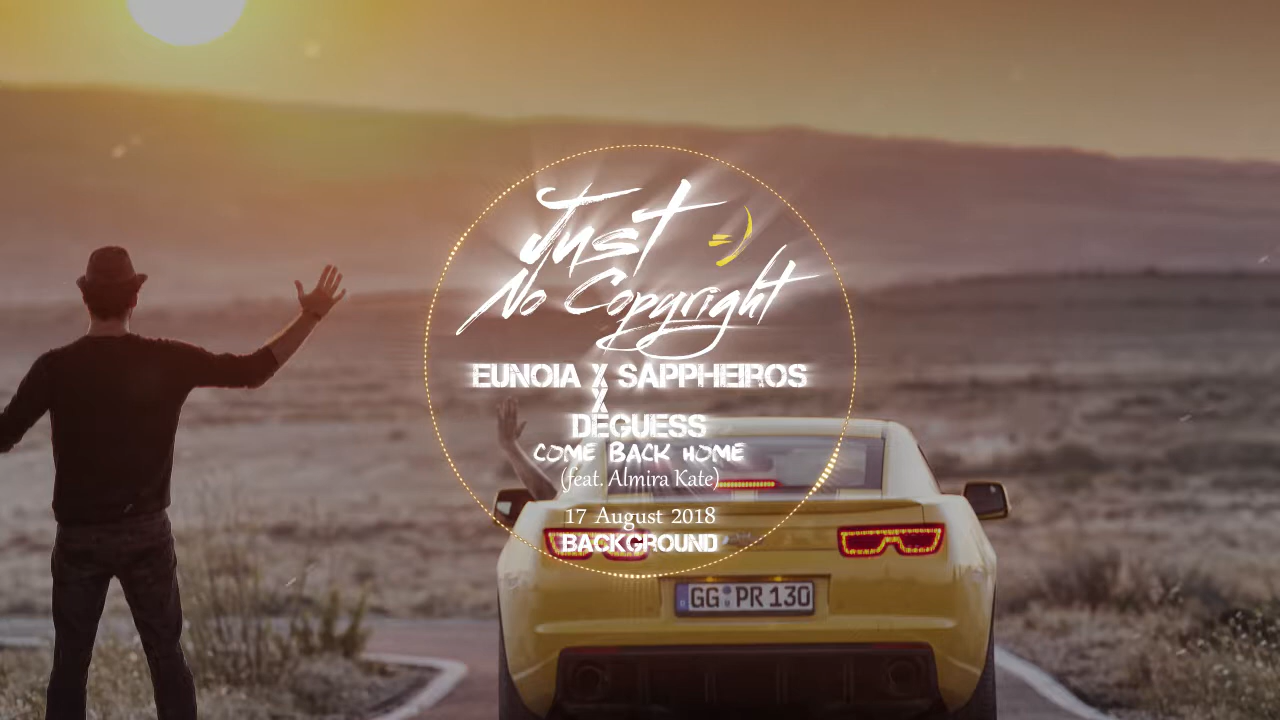 Just =)
No Copyright
EUNOIA X SAPPHEIROS
X
DEGUESS
COME BACK HOME
(feat. Almira Kate)
17 August 2018
BACKGROUND
GG PR 130